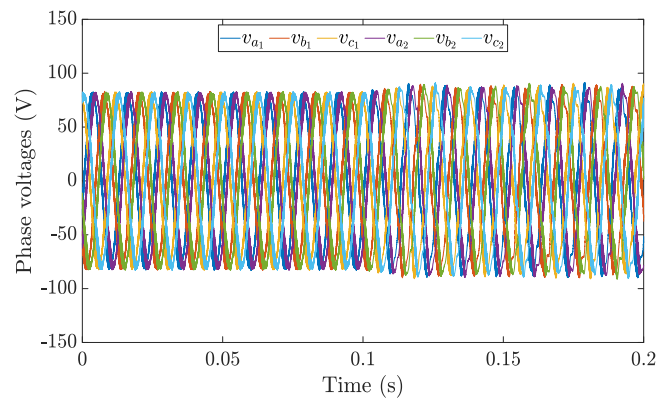 v_{a_1} v_{b_1} v_{c_1} v_{a_2} v_{b_2} v_{c_2}
150
100
50
0
-50
-100
-150
Phase voltages (V)
0 0.05 0.1 0.15 0.2
Time (s)